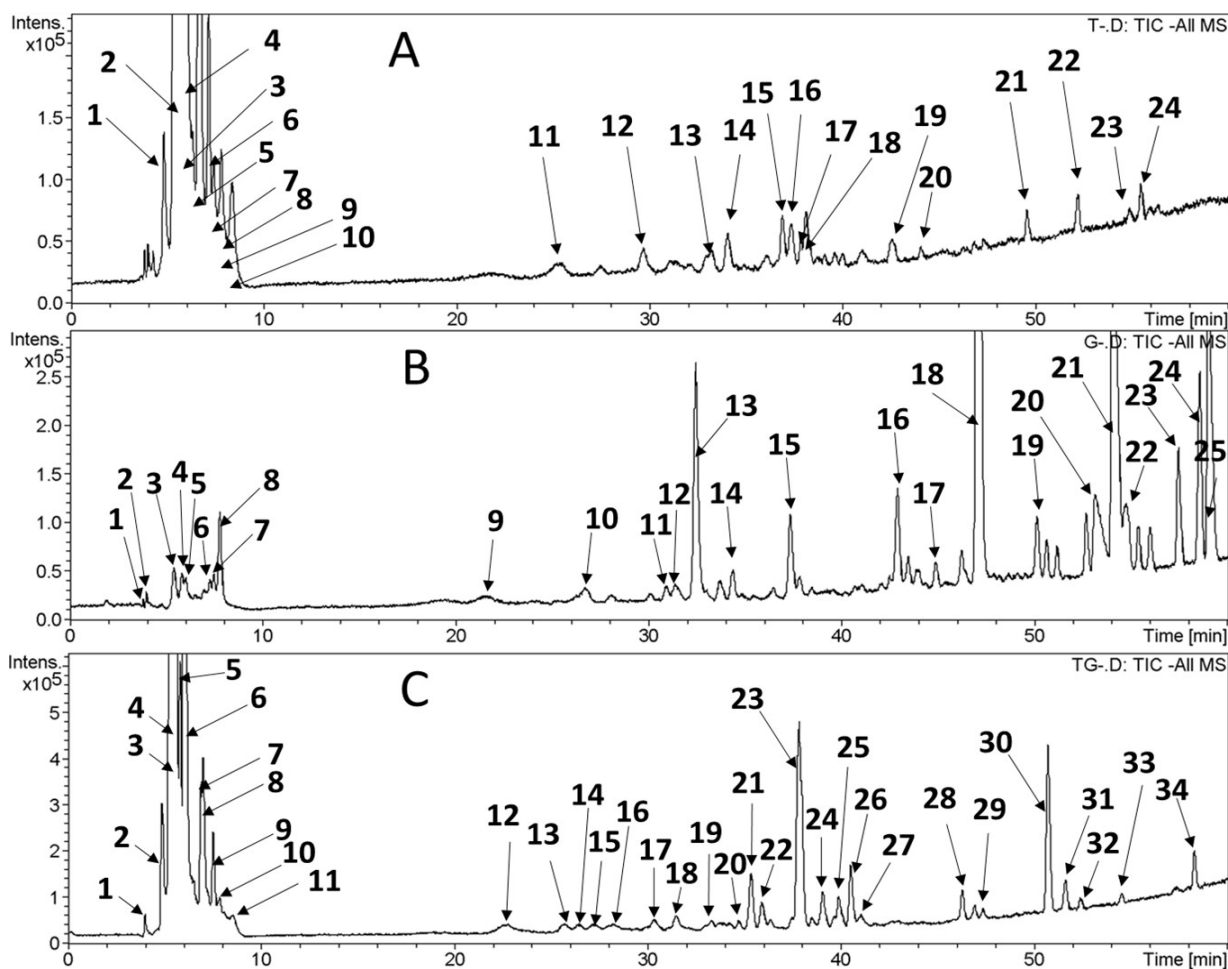 Intens.
x10⁵
A
T-.D: TIC -All MS
1.5
1.0
0.5
0.0
1 2 4 3 6 5 7 8 9 10 11 12 13 14 15 16 17 18 19 20 21 22 23 24
0 10 20 30 40 50 Time [min]
Intens.
x10⁵
B
G-.D: TIC -All MS
2.5
2.0
1.5
1.0
0.5
0.0
1 2 3 4 5 6 7 8 9 10 11 12 13 14 15 16 17 18 19 20 21 22 23 24 25
0 10 20 30 40 50 Time [min]
Intens.
x10⁵
C
TG-.D: TIC -All MS
5
4
3
2
1
0
1 2 3 4 5 6 7 8 9 10 11 12 13 14 15 16 17 18 19 20 21 22 23 24 25 26 27 28 29 30 31 32 33 34
0 10 20 30 40 50 Time [min]